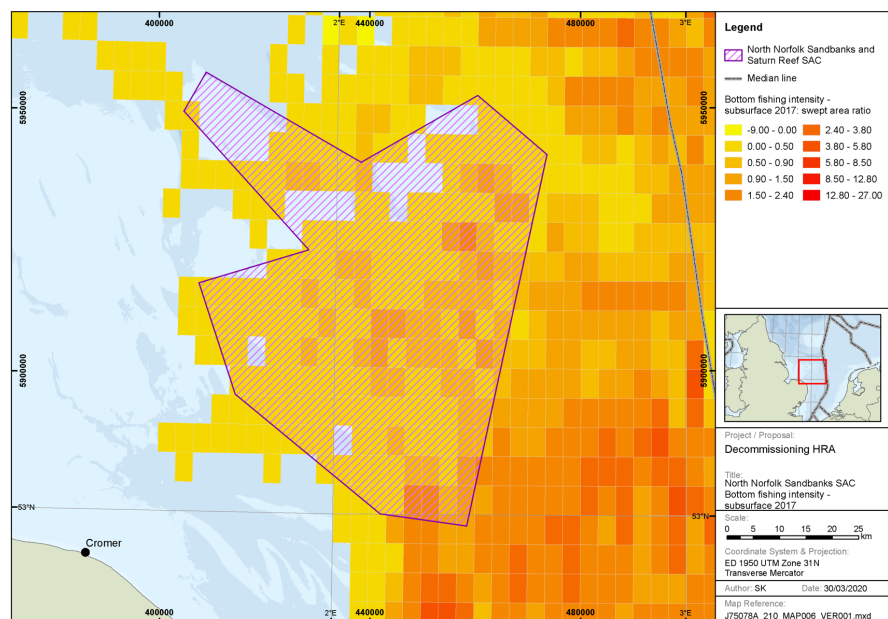 400000
2°E
440000
480000
3°E
5950000
5950000
5900000
5900000
53°N
53°N
Cromer
400000
2°E
440000
480000
3°E
Legend
North Norfolk Sandbanks and
Saturn Reef SAC
Median line
Bottom fishing intensity -
subsurface 2017: swept area ratio
-9.00 - 0.00
2.40 - 3.80
0.00 - 0.50
3.80 - 5.80
0.50 - 0.90
5.80 - 8.50
0.90 - 1.50
8.50 - 12.80
1.50 - 2.40
12.80 - 27.00
Project / Proposal:
Decommissioning HRA
Title:
North Norfolk Sandbanks SAC
Bottom fishing intensity -
subsurface 2017
Scale:
0 5 10 15 20 25
km
Coordinate System & Projection:
ED 1950 UTM Zone 31N
Transverse Mercator
Author: SK Date: 30/03/2020
Map Reference:
J75078A_210_MAP006_VER001.mxd